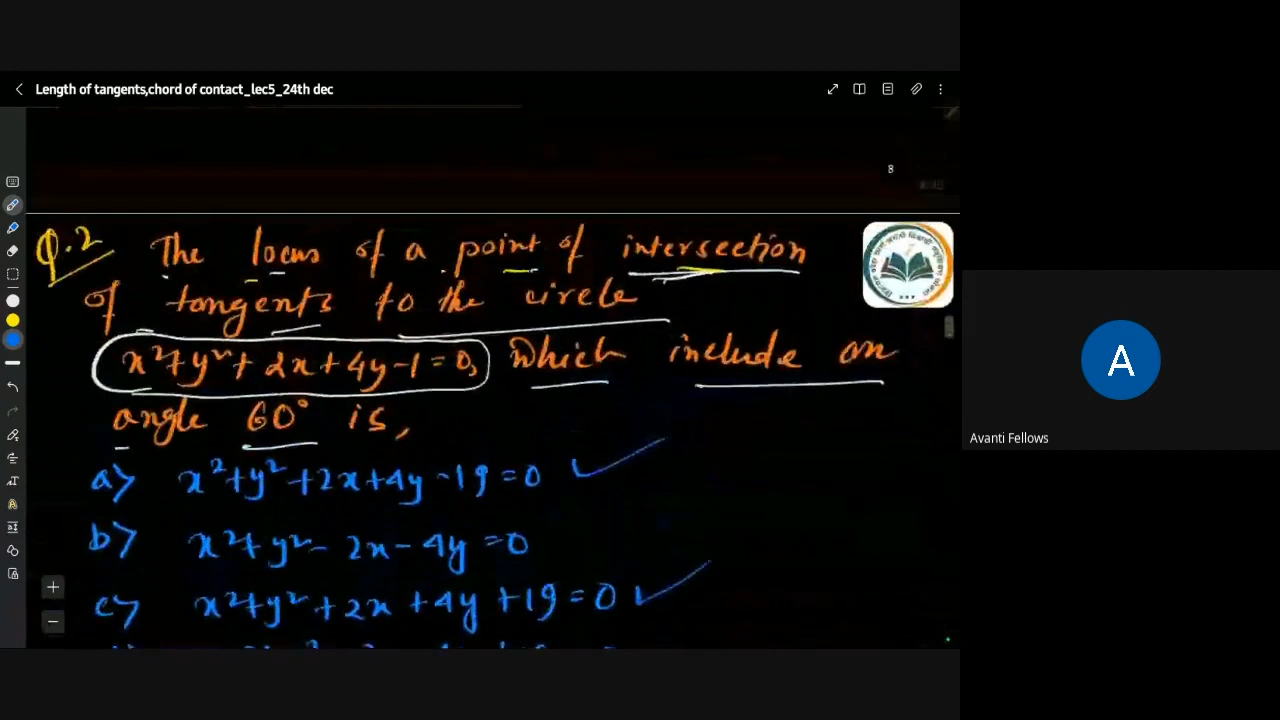 Length of tangents,chord of contact_lec5_24th dec
8
Q.2 The locus of a point of intersection
of tangents to the circle
x²+y²+2x+4y-1=0, which include an
angle 60° is,
a) x²+y²+2x+4y-19=0
b) x²+y²-2x-4y=0
c) x²+y²+2x+4y+19=0
A
Avanti Fellows